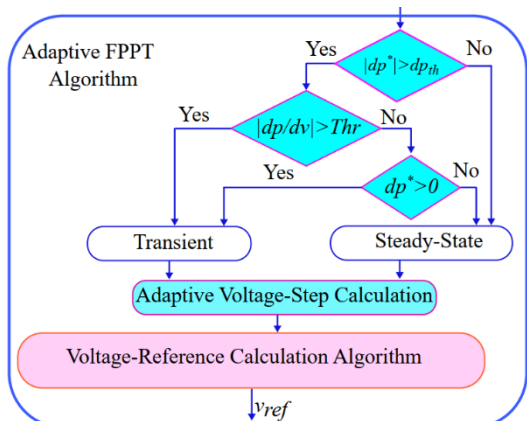 Adaptive FPPT
Algorithm
Yes
|dp*|>dp_th
No
Yes
|dp/dv|>Thr
No
Yes
dp*>0
No
Transient
Steady-State
Adaptive Voltage-Step Calculation
Voltage-Reference Calculation Algorithm
v_ref